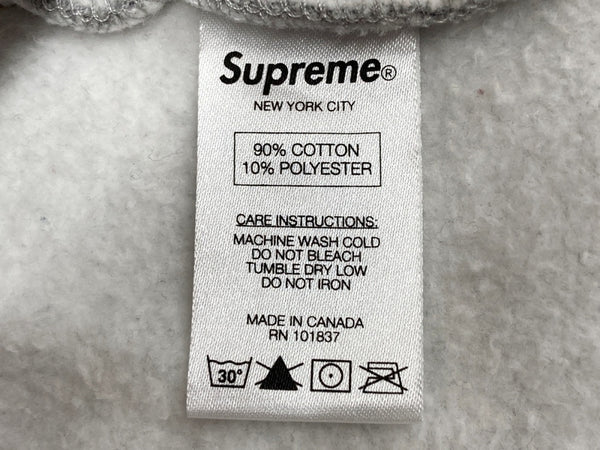 Supreme®
NEW YORK CITY
90% COTTON
10% POLYESTER
CARE INSTRUCTIONS:
MACHINE WASH COLD
DO NOT BLEACH
TUMBLE DRY LOW
DO NOT IRON
MADE IN CANADA
RN 101837
30°